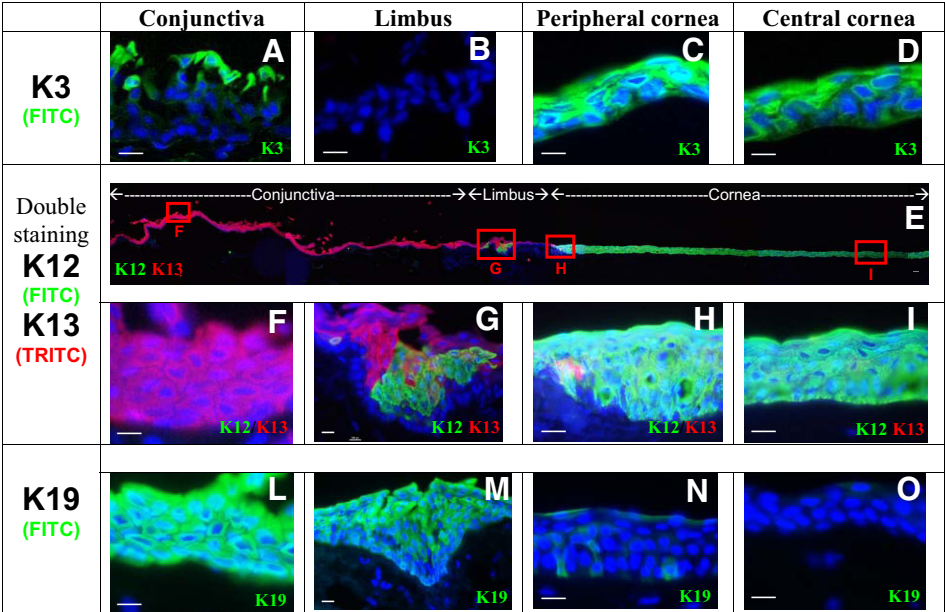 Conjunctiva Limbus Peripheral cornea Central cornea
K3
(FITC)
A
K3
B
K3
C
K3
D
K3
Double
staining
K12
(FITC)
K13
(TRITC)
Conjunctiva Limbus Cornea
E
F
G
H
I
K12 K13
F
K12 K13
G
K12 K13
H
K12 K13
I
K12 K13
K19
(FITC)
L
K19
M
K19
N
K19
O
K19